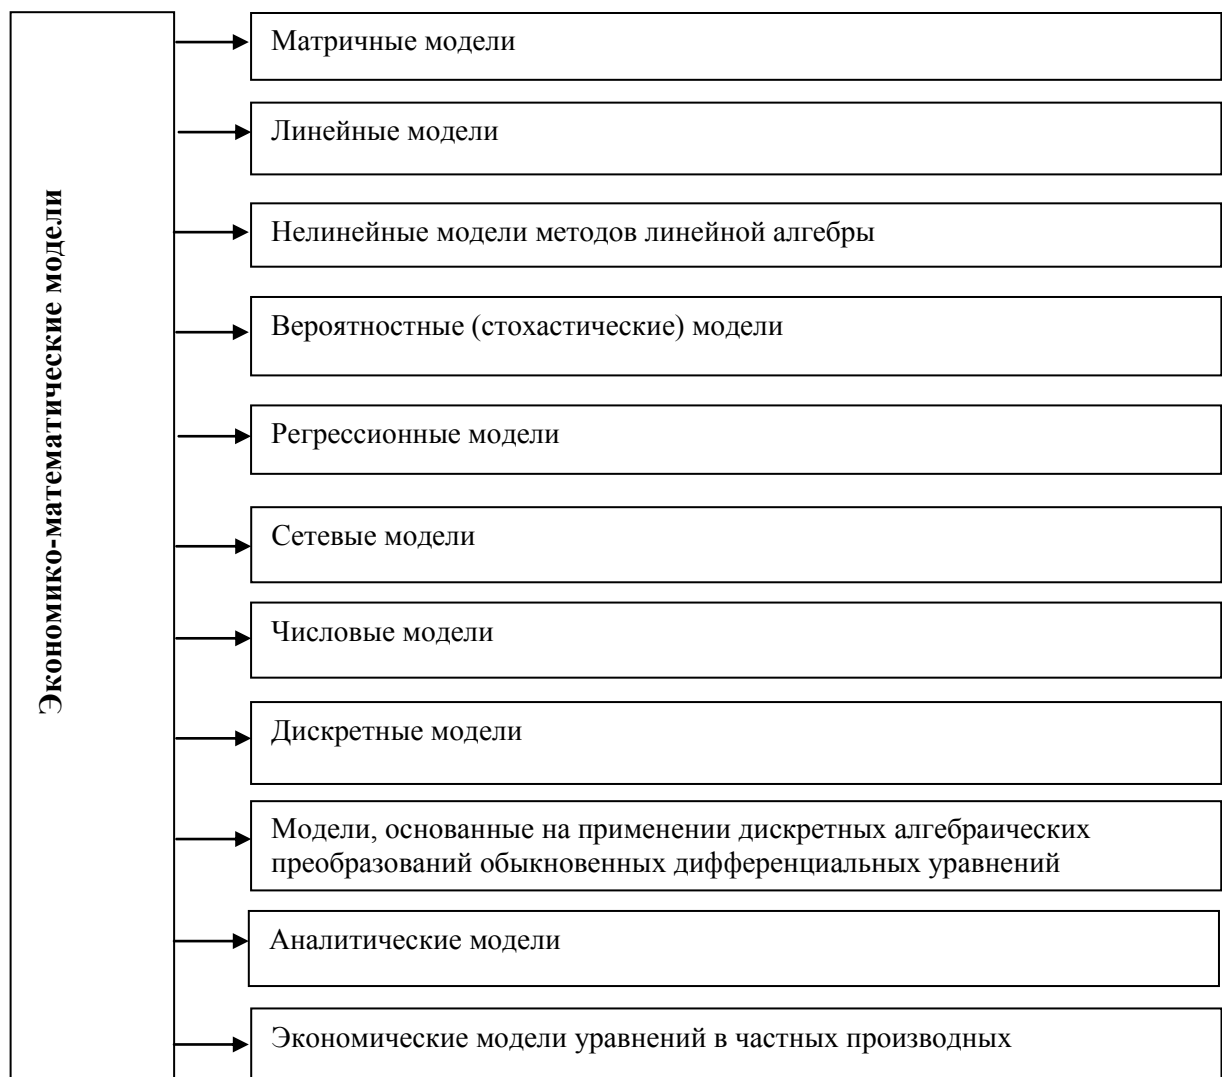 Экономико-математические модели
Матричные модели
Линейные модели
Нелинейные модели методов линейной алгебры
Вероятностные (стохастические) модели
Регрессионные модели
Сетевые модели
Числовые модели
Дискретные модели
Модели, основанные на применении дискретных алгебраических
преобразований обыкновенных дифференциальных уравнений
Аналитические модели
Экономические модели уравнений в частных производных